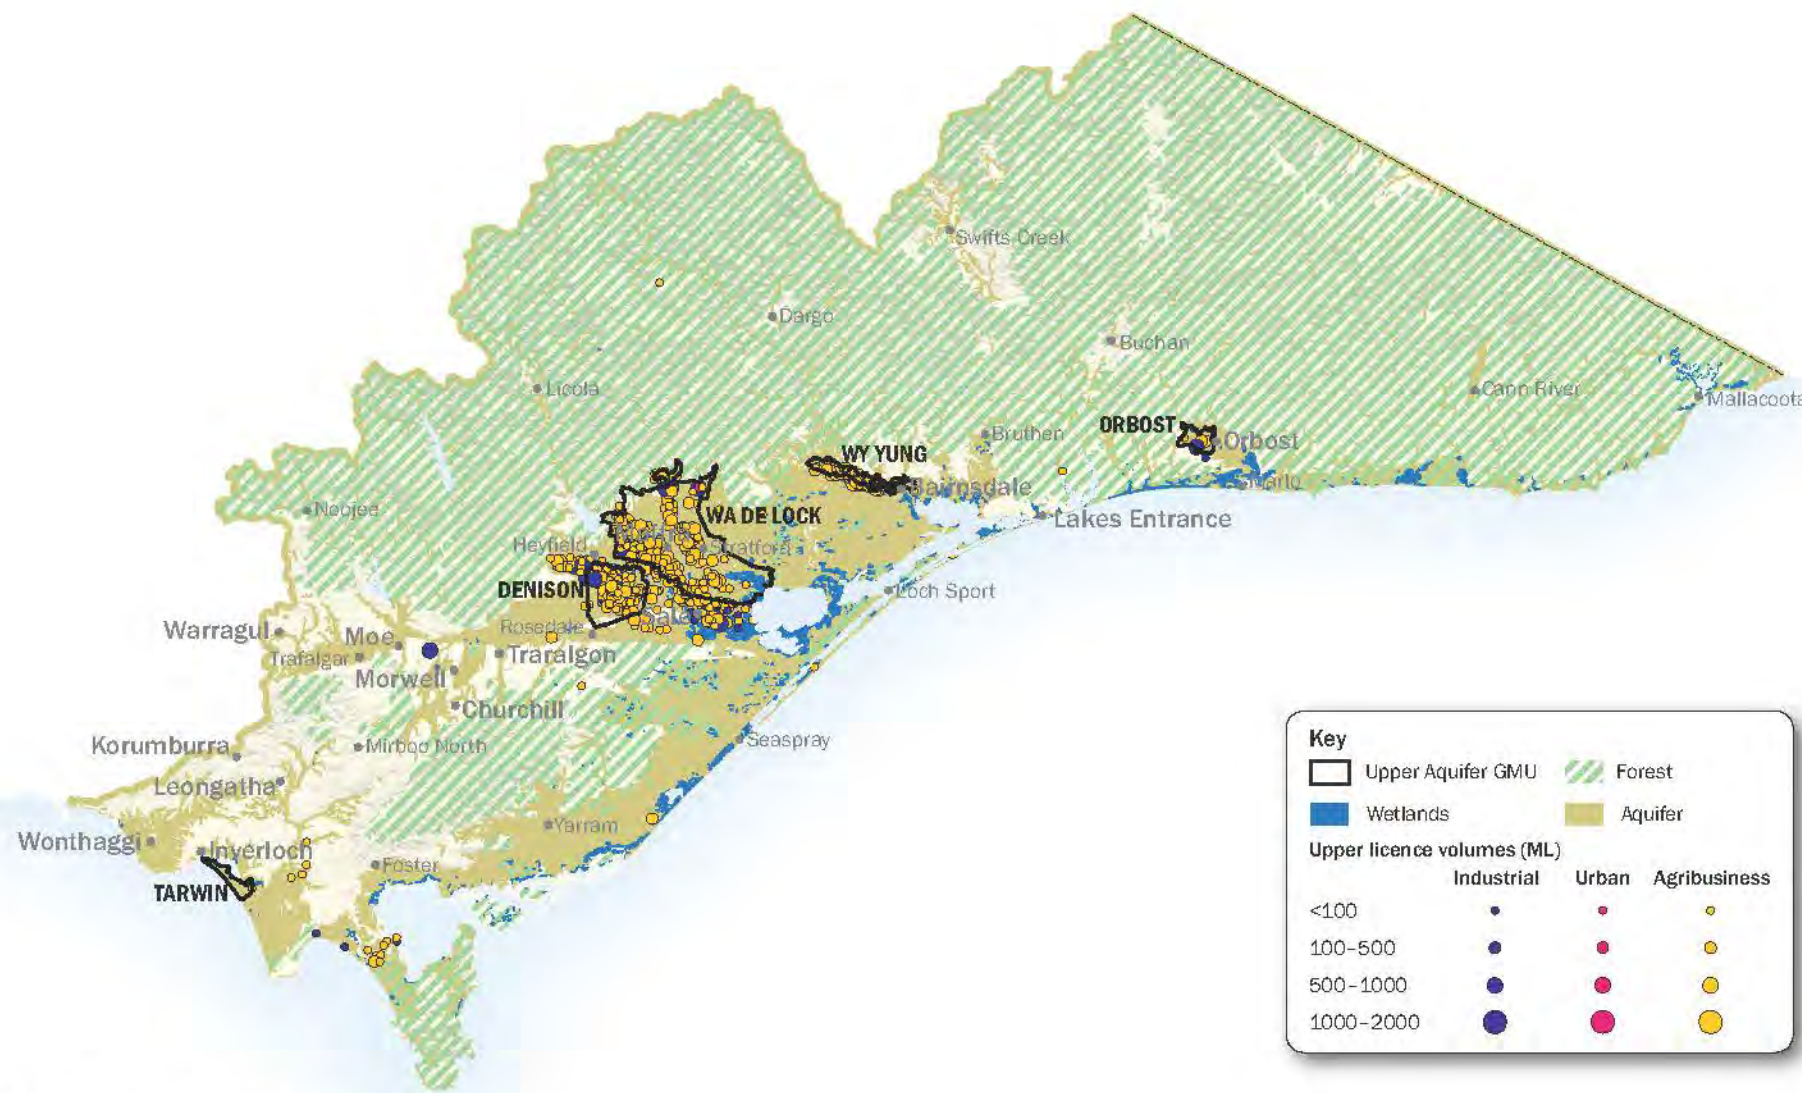 Swifts Creek
Dargo
Buchan
Licola
Cann River
Mallacoota
ORBOST
Orbost
Bruthen
WY YUNG
Bairnsdale
Marlo
Noojee
WA DE LOCK
Lakes Entrance
Heyfield
Stratford
DENISON
Loch Sport
Sale
Rosedale
Warragul
Moe
Trafalgar
Traralgon
Morwell
Churchill
Korumburra
Mirboo North
Seaspray
Leongatha
Yarram
Wonthaggi
Inverloch
Foster
TARWIN
Key
Upper Aquifer GMU
Forest
Wetlands
Aquifer
Upper licence volumes (ML)
Industrial Urban Agribusiness
<100
100–500
500–1000
1000–2000